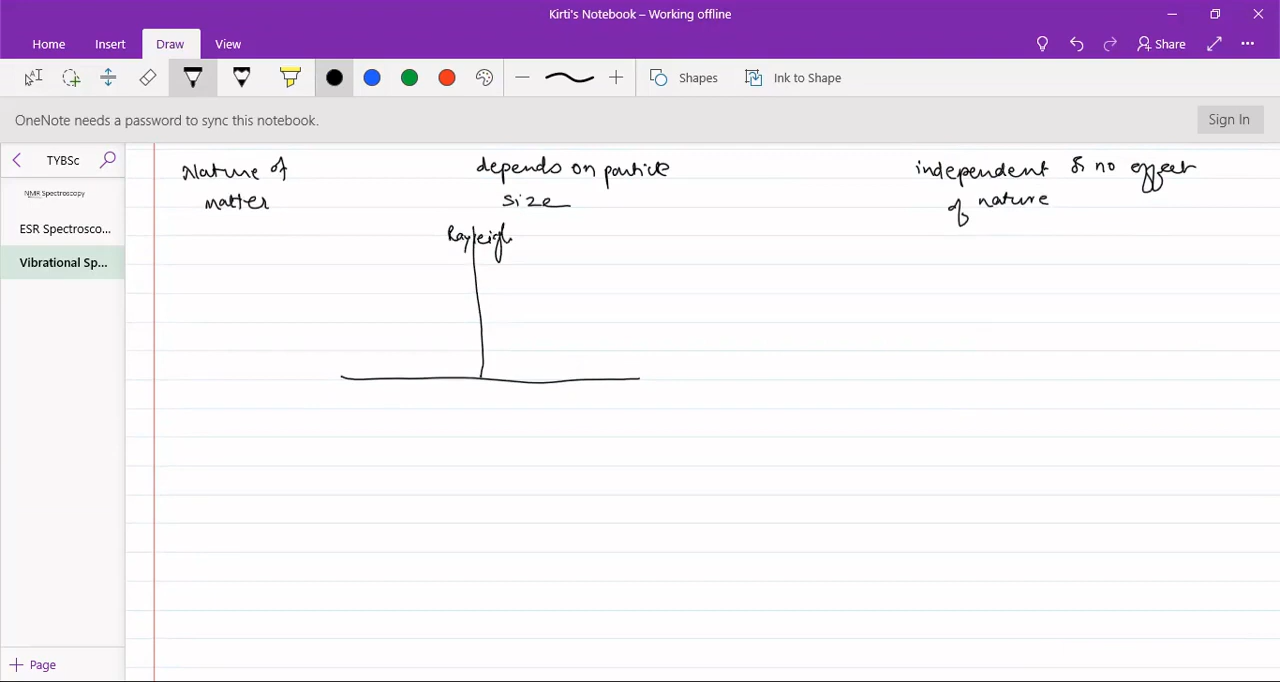 Kirti's Notebook – Working offline
Home Insert Draw View
Share
Shapes Ink to Shape
OneNote needs a password to sync this notebook.
Sign In
TYBSc
NMR Spectroscopy
ESR Spectrosco...
Vibrational Sp...
Nature of
matter
depends on particle
size
independent & no effect
of nature
Rayleigh
Page